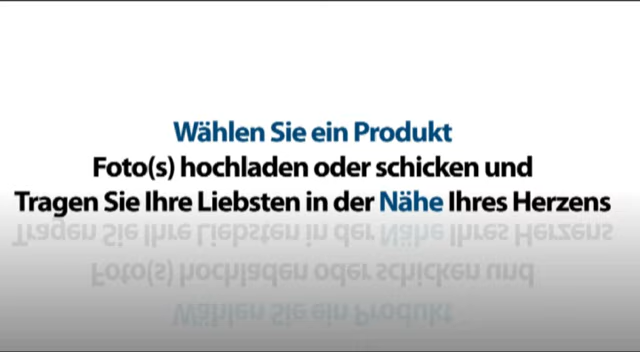 Wählen Sie ein Produkt
Foto(s) hochladen oder schicken und
Tragen Sie Ihre Liebsten in der Nähe Ihres Herzens